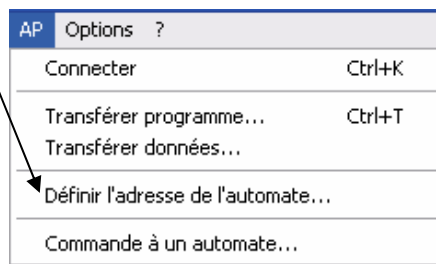 AP Options ?
Connecter Ctrl+K
Transférer programme... Ctrl+T
Transférer données...
Définir l'adresse de l'automate...
Commande à un automate...